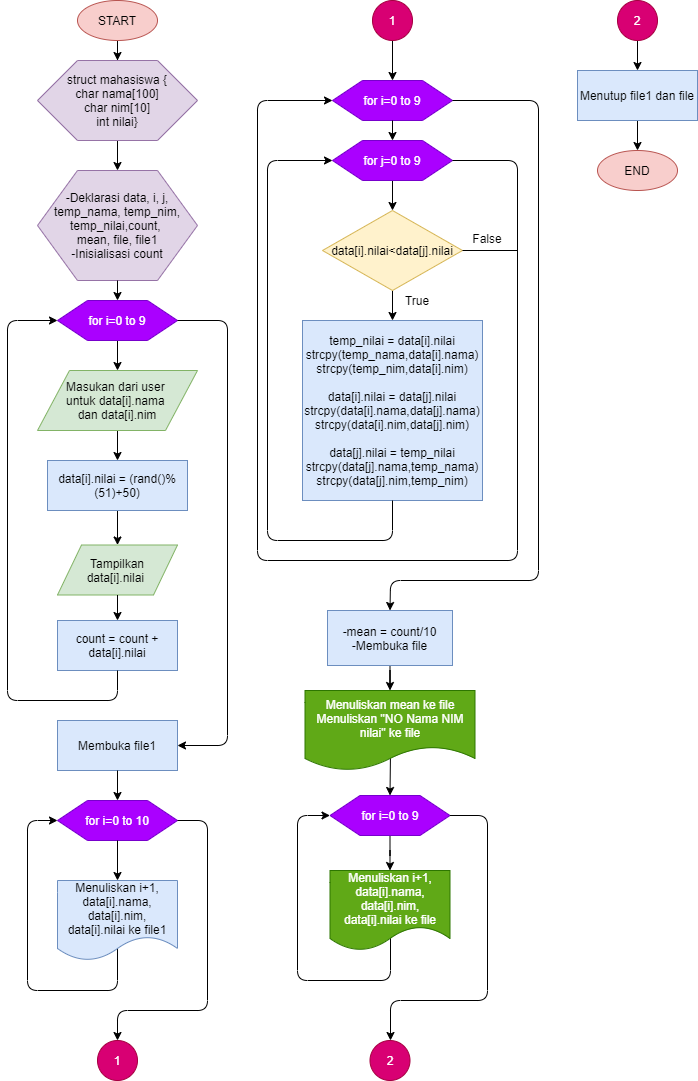 START
struct mahasiswa {
char nama[100]
char nim[10]
int nilai}
-Deklarasi data, i, j,
temp_nama, temp_nim,
temp_nilai,count,
mean, file, file1
-Inisialisasi count
for i=0 to 9
Masukan dari user
untuk data[i].nama
dan data[i].nim
data[i].nilai = (rand()%
(51)+50)
Tampilkan
data[i].nilai
count = count +
data[i].nilai
Membuka file1
for i=0 to 10
Menuliskan i+1,
data[i].nama,
data[i].nim,
data[i].nilai ke file1
1
1
for i=0 to 9
for j=0 to 9
data[i].nilai<data[j].nilai
False
True
temp_nilai = data[i].nilai
strcpy(temp_nama,data[i].nama)
strcpy(temp_nim,data[i].nim)
data[i].nilai = data[j].nilai
strcpy(data[i].nama,data[j].nama)
strcpy(data[i].nim,data[j].nim)
data[j].nilai = temp_nilai
strcpy(data[j].nama,temp_nama)
strcpy(data[j].nim,temp_nim)
-mean = count/10
-Membuka file
Menuliskan mean ke file
Menuliskan "NO Nama NIM
nilai" ke file
for i=0 to 9
Menuliskan i+1,
data[i].nama,
data[i].nim,
data[i].nilai ke file
2
2
Menutup file1 dan file
END